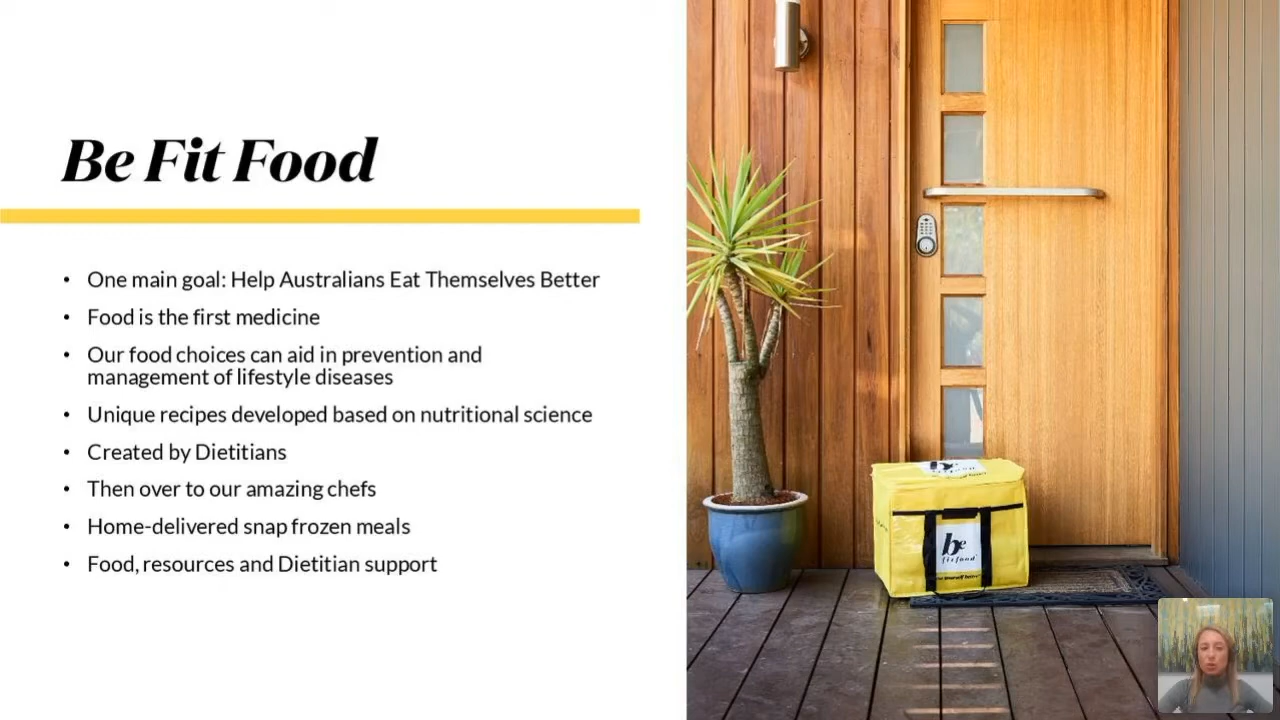 Be Fit Food
• One main goal: Help Australians Eat Themselves Better
• Food is the first medicine
• Our food choices can aid in prevention and
management of lifestyle diseases
• Unique recipes developed based on nutritional science
• Created by Dietitians
• Then over to our amazing chefs
• Home-delivered snap frozen meals
• Food, resources and Dietitian support
be
be
fitfood